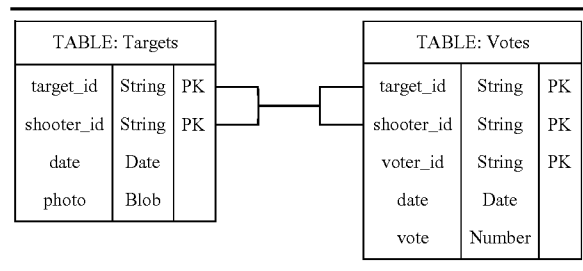 TABLE: Targets
target_id String PK
shooter_id String PK
date Date
photo Blob
TABLE: Votes
target_id String PK
shooter_id String PK
voter_id String PK
date Date
vote Number